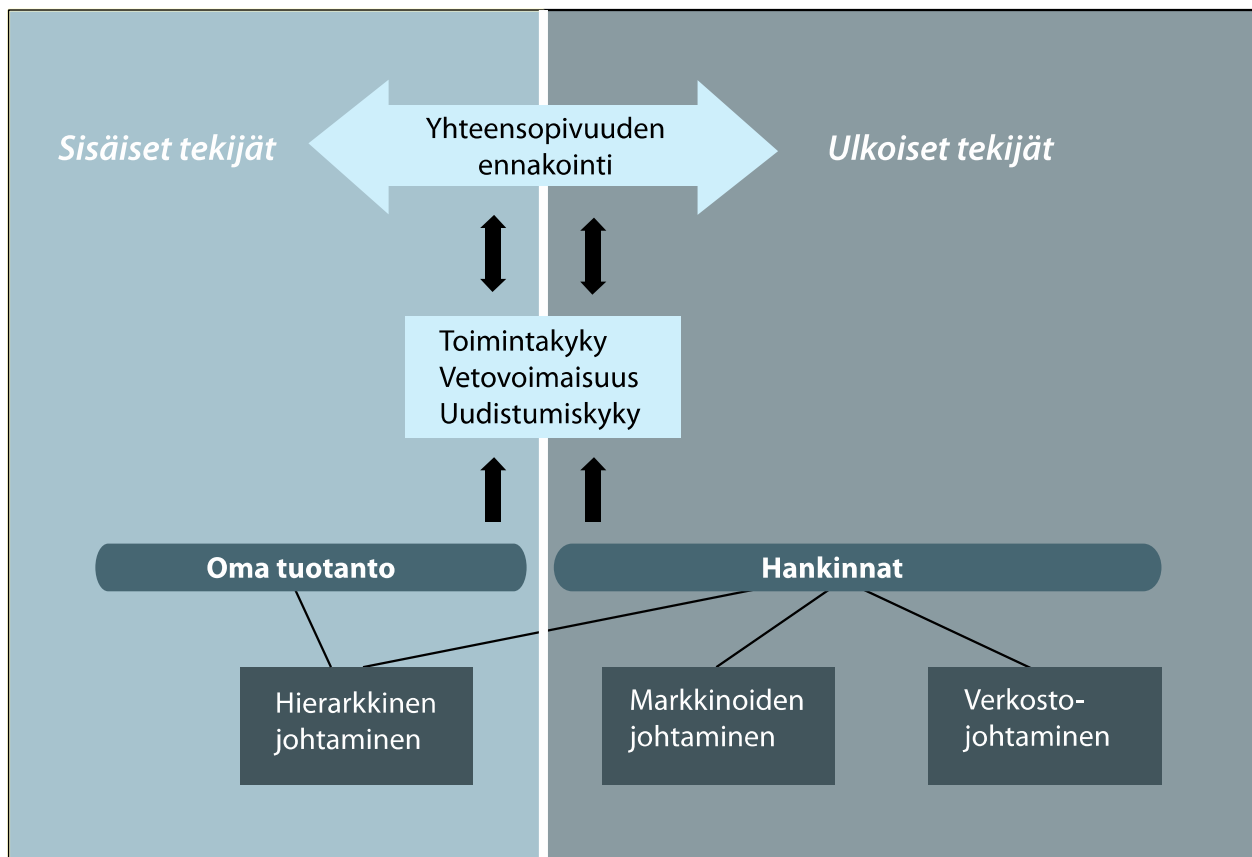 Sisäiset tekijät
Yhteensopivuuden
ennakointi
Ulkoiset tekijät
Toimintakyky
Vetovoimaisuus
Uudistumiskyky
Oma tuotanto
Hankinnat
Hierarkkinen
johtaminen
Markkinoiden
johtaminen
Verkosto-
johtaminen